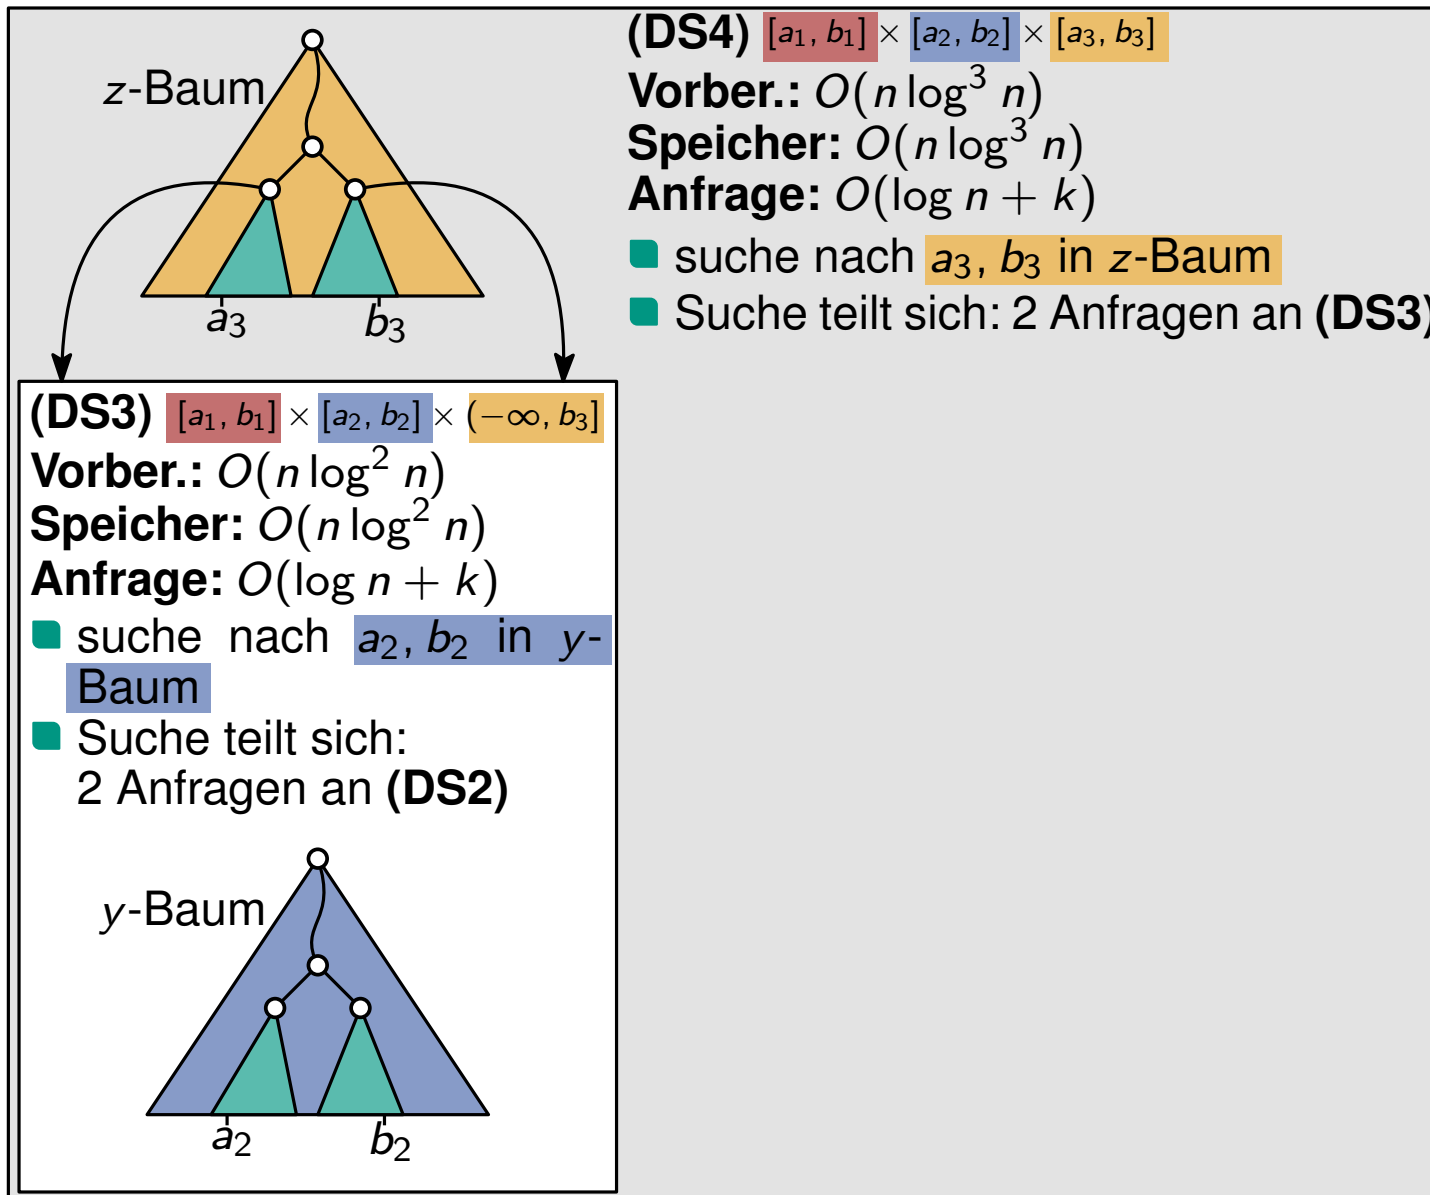 z-Baum
a₃
b₃
(DS4) [a₁, b₁] × [a₂, b₂] × [a₃, b₃]
Vorber.: O(n log³ n)
Speicher: O(n log³ n)
Anfrage: O(log n + k)
suche nach a₃, b₃ in z-Baum
Suche teilt sich: 2 Anfragen an (DS3)
(DS3) [a₁, b₁] × [a₂, b₂] × (−∞, b₃]
Vorber.: O(n log² n)
Speicher: O(n log² n)
Anfrage: O(log n + k)
suche nach a₂, b₂ in y-
Baum
Suche teilt sich:
2 Anfragen an (DS2)
y-Baum
a₂
b₂